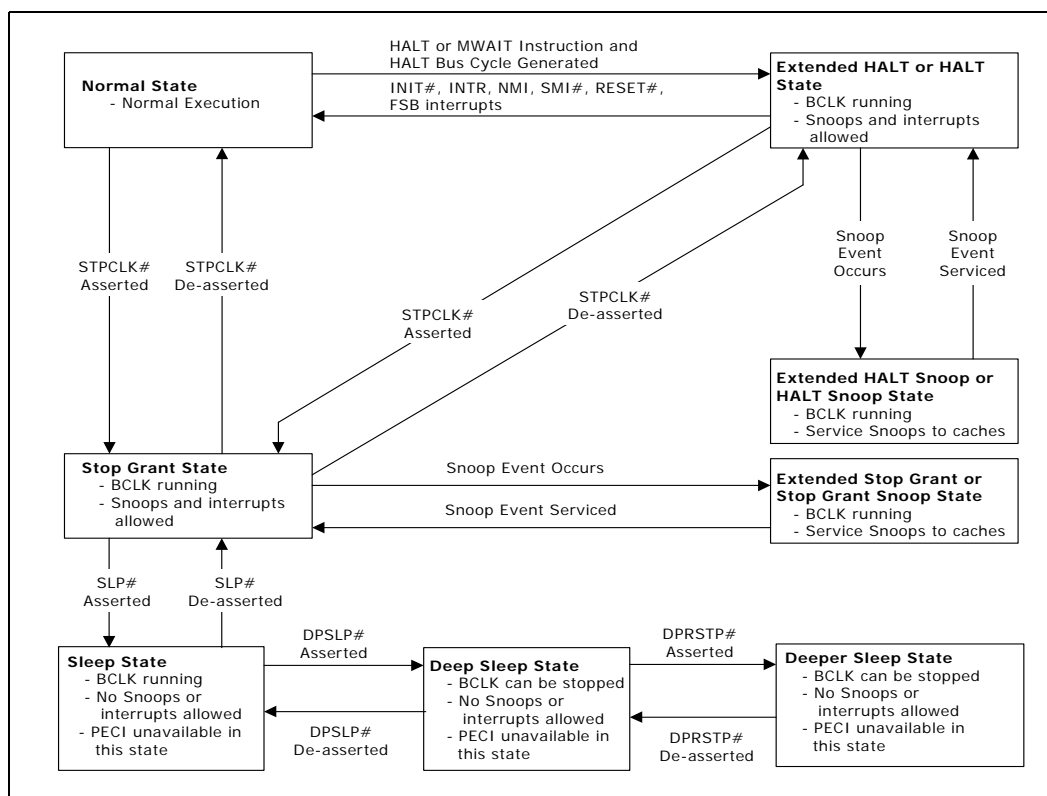 HALT or MWAIT Instruction and
HALT Bus Cycle Generated
INIT#, INTR, NMI, SMI#, RESET#,
FSB interrupts
Normal State
- Normal Execution
Extended HALT or HALT
State
- BCLK running
- Snoops and interrupts
allowed
STPCLK#
Asserted
STPCLK#
De-asserted
STPCLK#
Asserted
STPCLK#
De-asserted
Snoop
Event
Occurs
Snoop
Event
Serviced
Extended HALT Snoop or
HALT Snoop State
- BCLK running
- Service Snoops to caches
Stop Grant State
- BCLK running
- Snoops and interrupts
allowed
Snoop Event Occurs
Snoop Event Serviced
Extended Stop Grant or
Stop Grant Snoop State
- BCLK running
- Service Snoops to caches
SLP#
Asserted
SLP#
De-asserted
Sleep State
- BCLK running
- No Snoops or
interrupts allowed
- PECI unavailable in
this state
DPSLP#
Asserted
DPSLP#
De-asserted
Deep Sleep State
- BCLK can be stopped
- No Snoops or
interrupts allowed
- PECI unavailable in
this state
DPRSTP#
Asserted
DPRSTP#
De-asserted
Deeper Sleep State
- BCLK can be stopped
- No Snoops or
interrupts allowed
- PECI unavailable in
this state